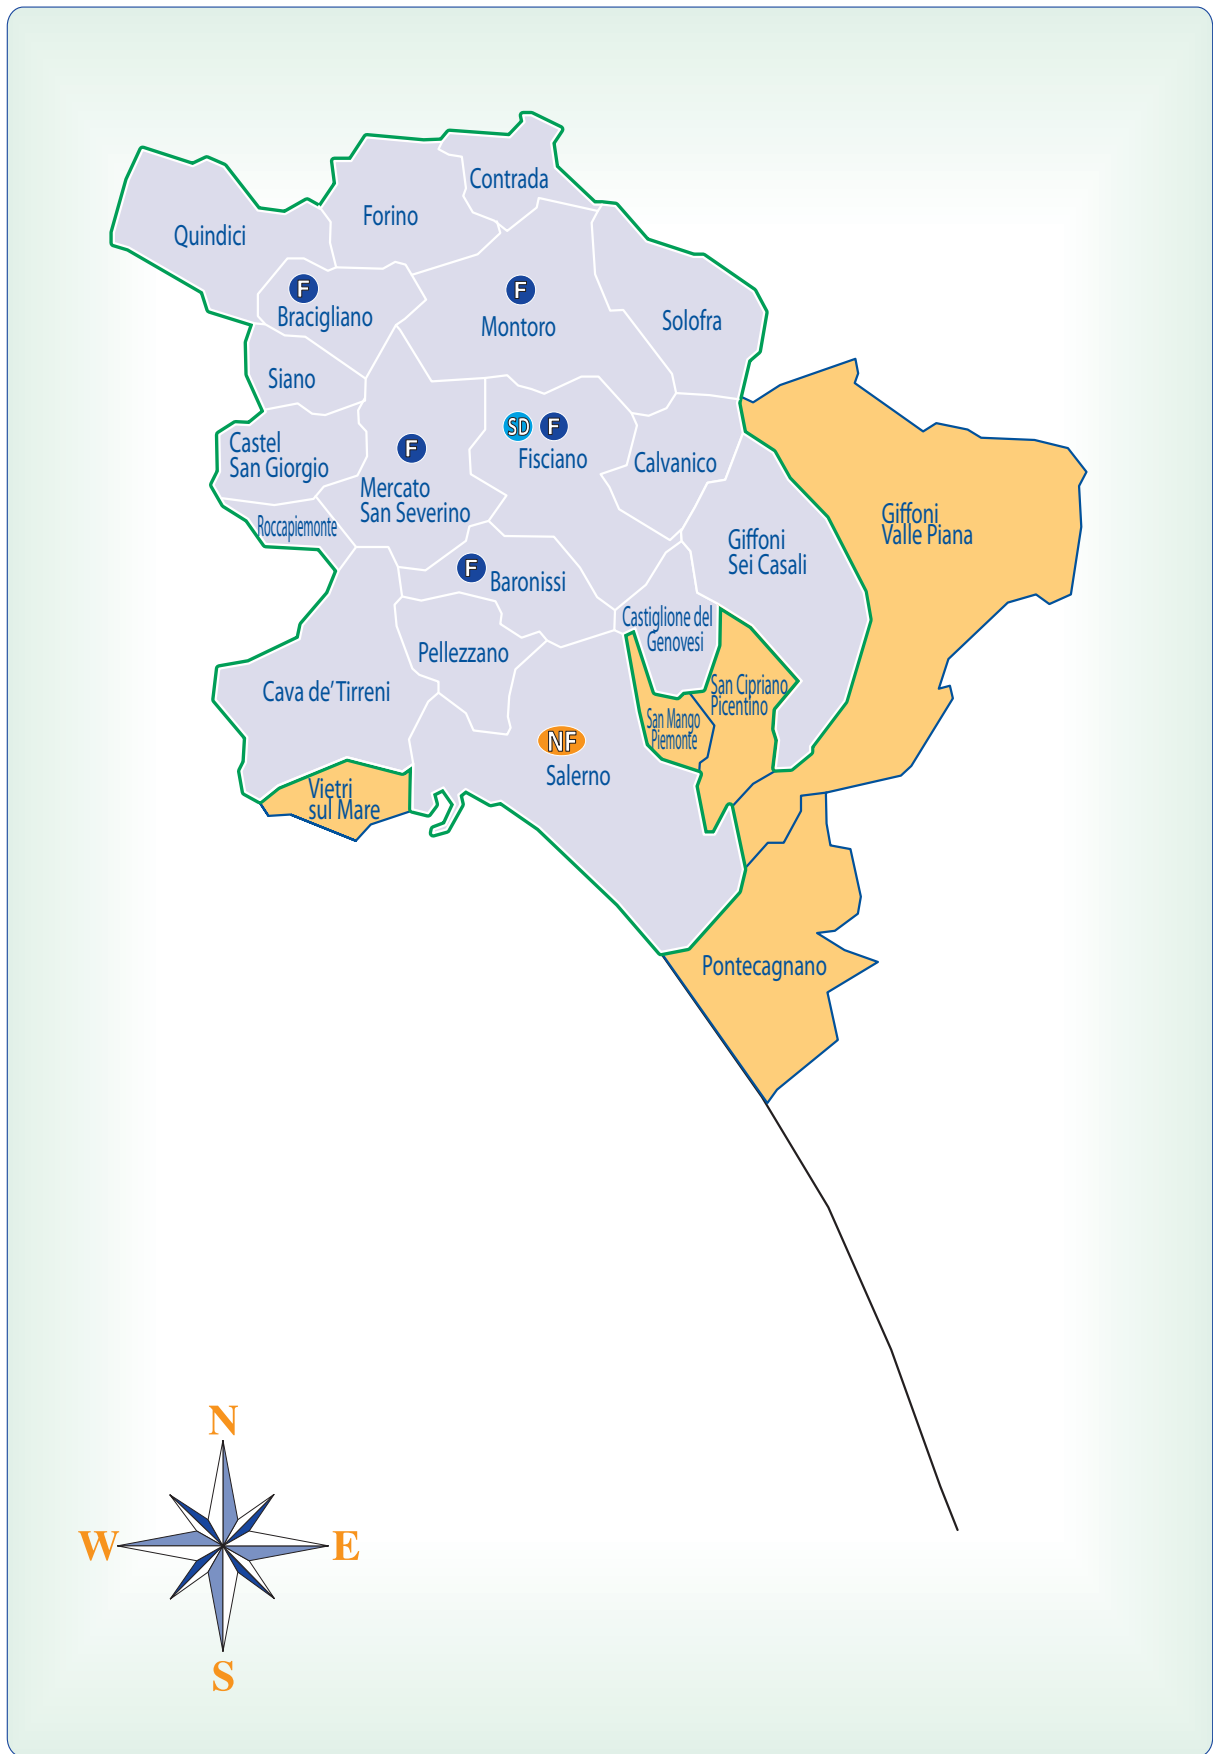 Contrada
Forino
Quindici
F
Bracigliano
F
Montoro
Solofra
Siano
SD
F
Fisciano
Castel
San Giorgio
F
Mercato
San Severino
Calvanico
Roccapiemonte
Giffoni
Valle Piana
Giffoni
Sei Casali
F
Baronissi
Castiglione del
Genovesi
Pellezzano
Cava de’ Tirreni
San Cipriano
Picentino
San Mango
Piemonte
NF
Salerno
Vietri
sul Mare
Pontecagnano
N
W
E
S